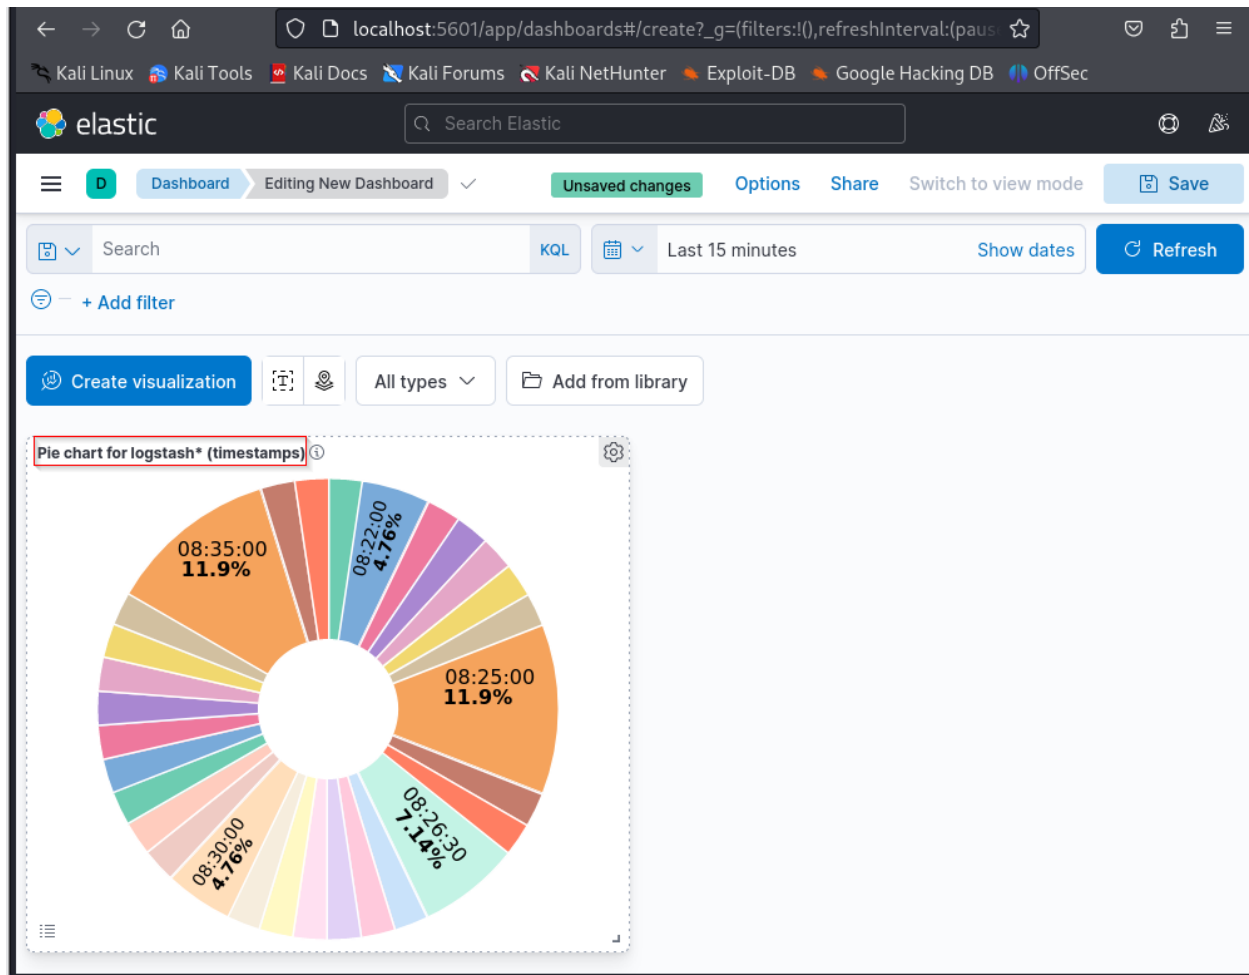 localhost:5601/app/dashboards#/create?_g=(filters:!(),refreshInterval:(paus
Kali Linux Kali Tools Kali Docs Kali Forums Kali NetHunter Exploit-DB Google Hacking DB OffSec
elastic Search Elastic
D Dashboard Editing New Dashboard Unsaved changes Options Share Switch to view mode Save
Search KQL Last 15 minutes Show dates Refresh
+ Add filter
Create visualization T All types Add from library
Pie chart for logstash* (timestamps)
08:22:00
4.76%
08:35:00
11.9%
08:25:00
11.9%
08:26:30
7.14%
08:30:00
4.76%